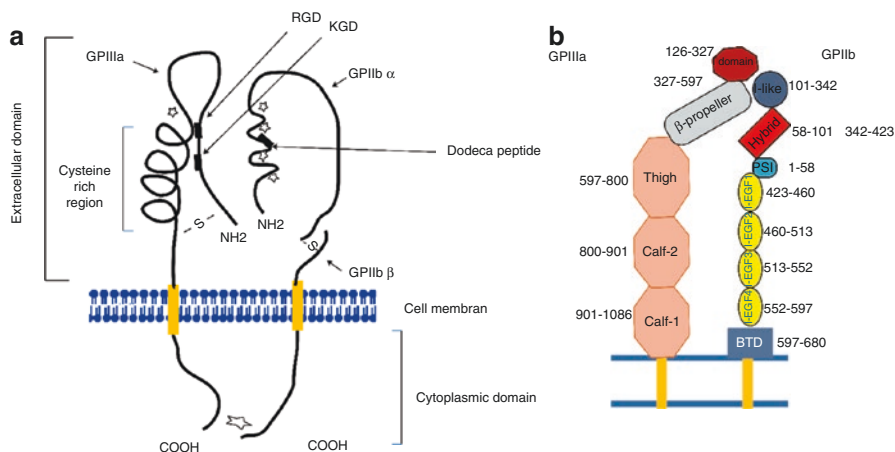 a
RGD
KGD
GPIIIa
GPIIb α
Extracellular domain
Cysteine
rich
region
Dodeca peptide
S
NH2
NH2
S
GPIIb β
Cell membran
Cytoplasmic domain
COOH
COOH
b
GPIIIa
GPIIb
126-327
domain
327-597
I-like
101-342
β-propeller
Hybrid
58-101
342-423
PSI
1-58
597-800
Thigh
I-EGF1
423-460
I-EGF2
460-513
800-901
Calf-2
I-EGF3
513-552
901-1086
Calf-1
I-EGF4
552-597
BTD
597-680